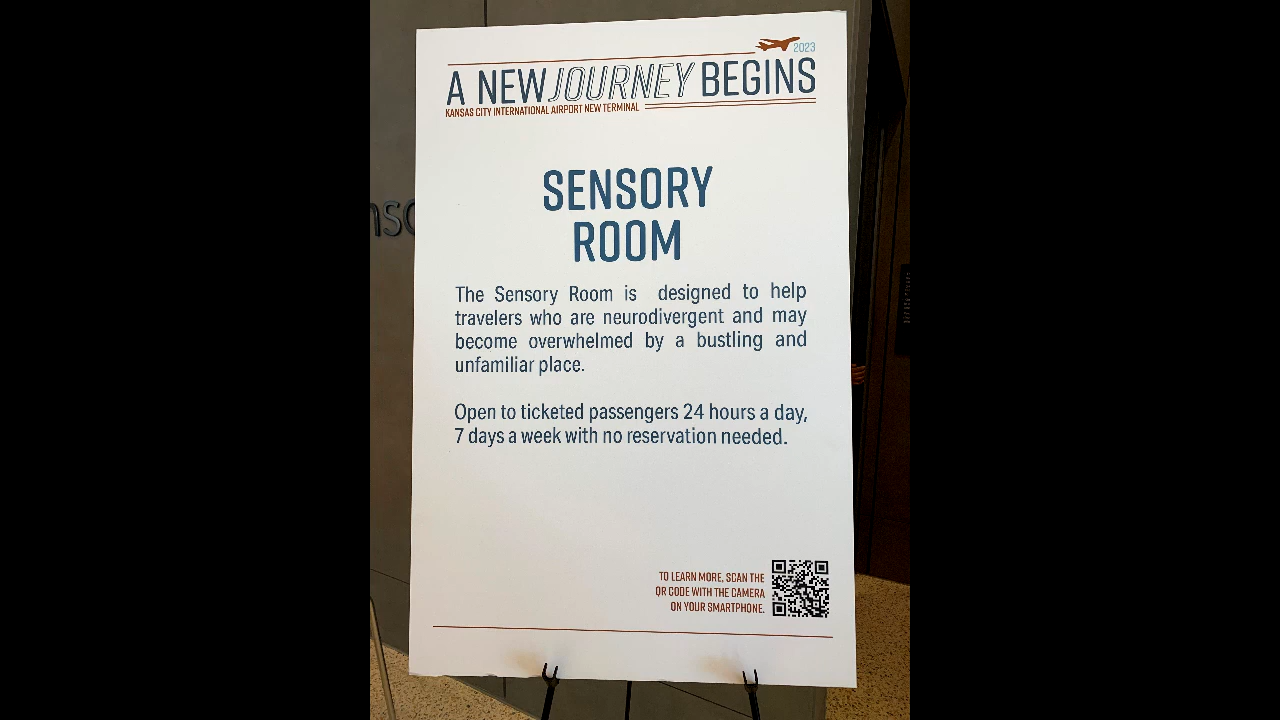 2023
A NEW JOURNEY BEGINS
KANSAS CITY INTERNATIONAL AIRPORT NEW TERMINAL
SENSORY
ROOM
The Sensory Room is designed to help
travelers who are neurodivergent and may
become overwhelmed by a bustling and
unfamiliar place.
Open to ticketed passengers 24 hours a day,
7 days a week with no reservation needed.
TO LEARN MORE, SCAN THE
QR CODE WITH THE CAMERA
ON YOUR SMARTPHONE.